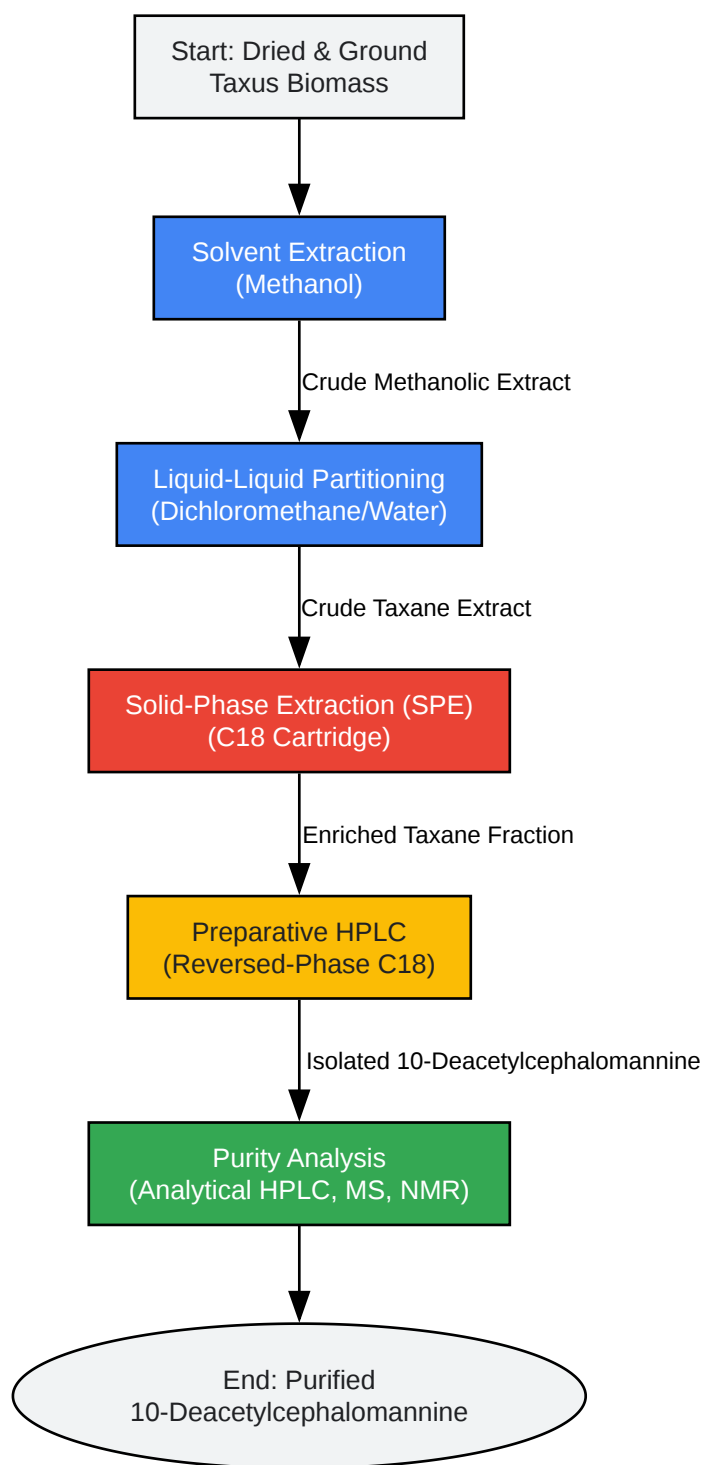 Start: Dried & Ground
Taxus Biomass
Solvent Extraction
(Methanol)
Crude Methanolic Extract
Liquid-Liquid Partitioning
(Dichloromethane/Water)
Crude Taxane Extract
Solid-Phase Extraction (SPE)
(C18 Cartridge)
Enriched Taxane Fraction
Preparative HPLC
(Reversed-Phase C18)
Isolated 10-Deacetylcephalomannine
Purity Analysis
(Analytical HPLC, MS, NMR)
End: Purified
10-Deacetylcephalomannine